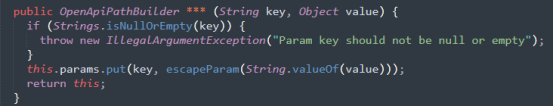 public OpenApiPathBuilder *** (String key, Object value) {
if (Strings.isNullOrEmpty(key)) {
throw new IllegalArgumentException("Param key should not be null or empty");
}
this.params.put(key, escapeParam(String.valueOf(value)));
return this;
}